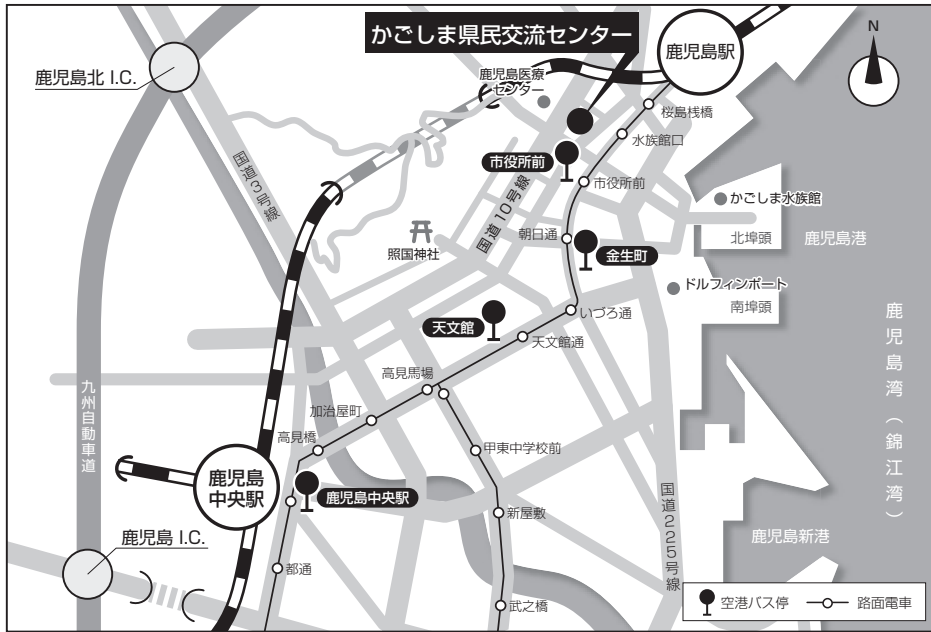 かごしま県民交流センター
鹿児島駅
N
鹿児島北 I.C.
鹿児島医療
センター
桜島桟橋
水族館口
市役所前
市役所前
国道3号線
国道10号線
かごしま水族館
北埠頭
鹿児島港
朝日通
金生町
照国神社
ドルフィンポート
南埠頭
いづろ通
天文館
天文館通
鹿児島湾（錦江湾）
高見馬場
九州自動車道
加治屋町
高見橋
甲東中学校前
鹿児島
中央駅
鹿児島中央駅
新屋敷
国道225号線
鹿児島新港
鹿児島 I.C.
都通
武之橋
空港バス停
路面電車